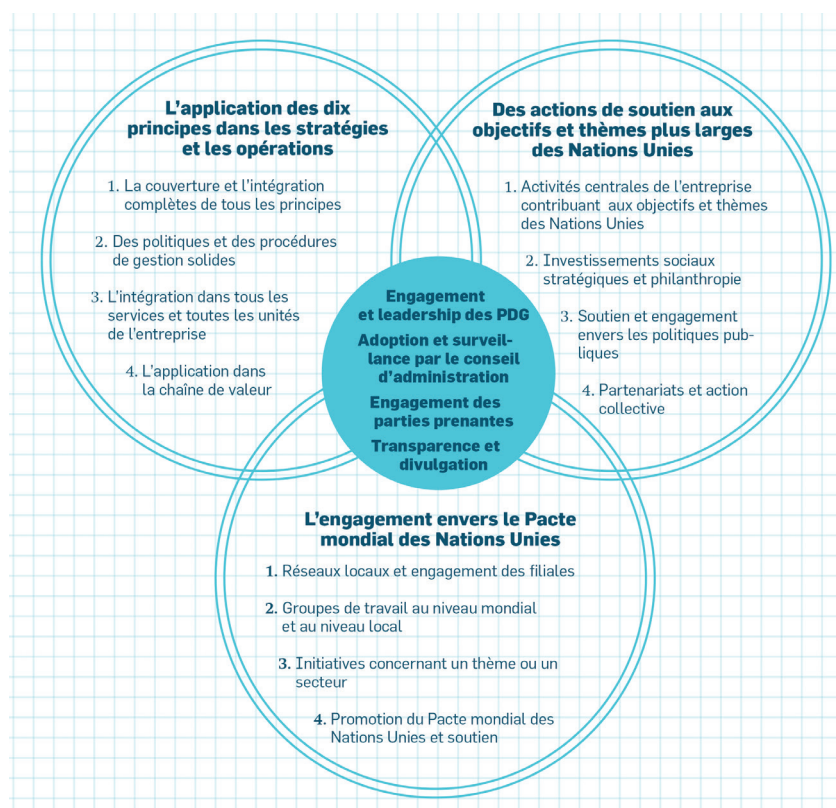 L'application des dix
principes dans les stratégies
et les opérations
1. La couverture et l'intégration
complètes de tous les principes
2. Des politiques et des procédures
de gestion solides
3. L'intégration dans tous les
services et toutes les unités
de l'entreprise
4. L'application dans
la chaîne de valeur
Des actions de soutien aux
objectifs et thèmes plus larges
des Nations Unies
1. Activités centrales de l'entreprise
contribuant aux objectifs et thèmes
des Nations Unies
2. Investissements sociaux
stratégiques et philanthropie
3. Soutien et engagement
envers les politiques pub-
liques
4. Partenariats et action
collective
Engagement
et leadership des PDG
Adoption et surveil-
lance par le conseil
d'administration
Engagement des
parties prenantes
Transparence et
divulgation
L'engagement envers le Pacte
mondial des Nations Unies
1. Réseaux locaux et engagement des filiales
2. Groupes de travail au niveau mondial
et au niveau local
3. Initiatives concernant un thème ou un
secteur
4. Promotion du Pacte mondial des
Nations Unies et soutien